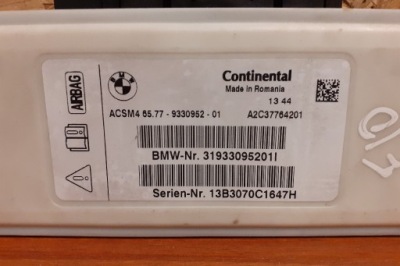 AIRBAG
BMW
Continental
Made in Romania
13 44
ACSM4 65.77 - 9330952 - 01
A2C37764201
BMW-Nr. 31933095201I
Serien-Nr. 13B3070C1647H